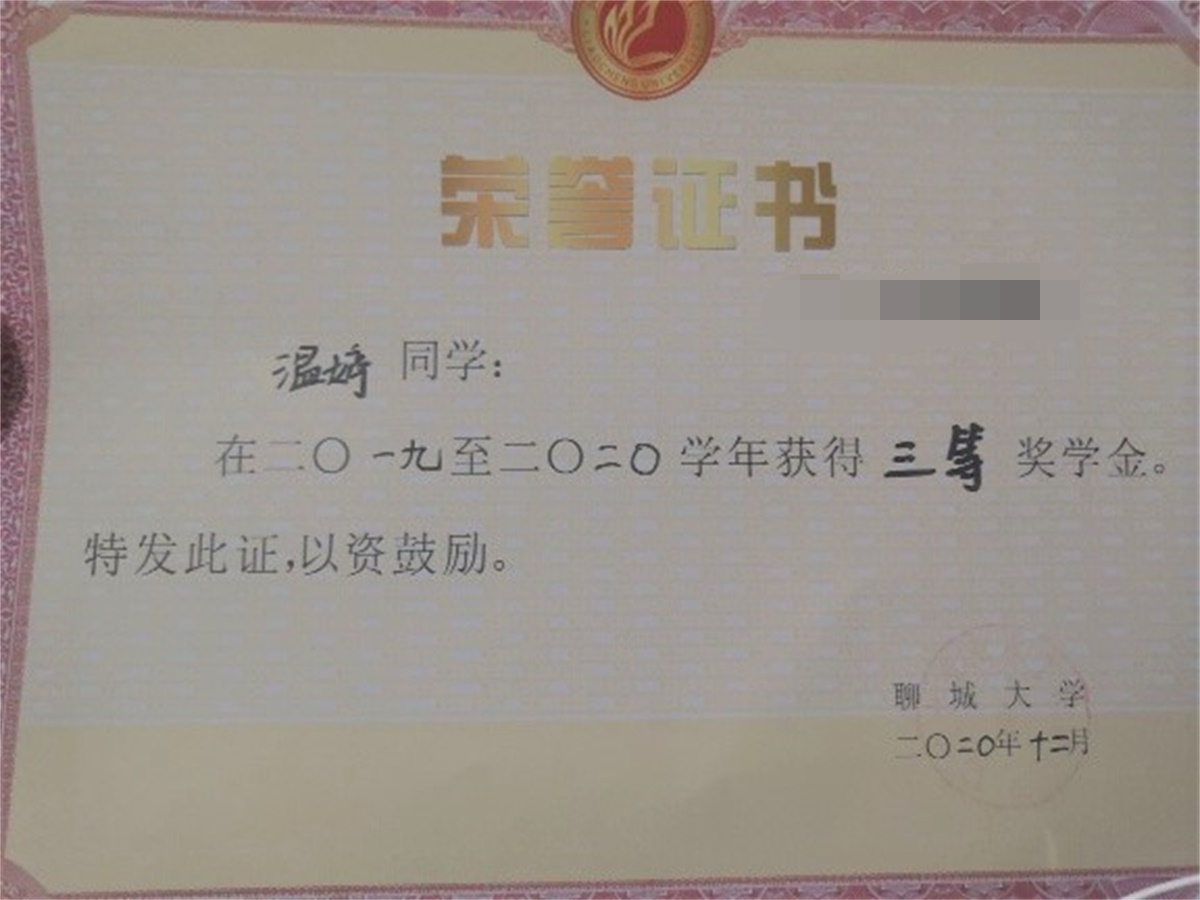 荣誉证书
温婷同学：
在二〇一九至二〇二〇学年获得三等奖学金。
特发此证，以资鼓励。
聊城大学
二〇二〇年十二月